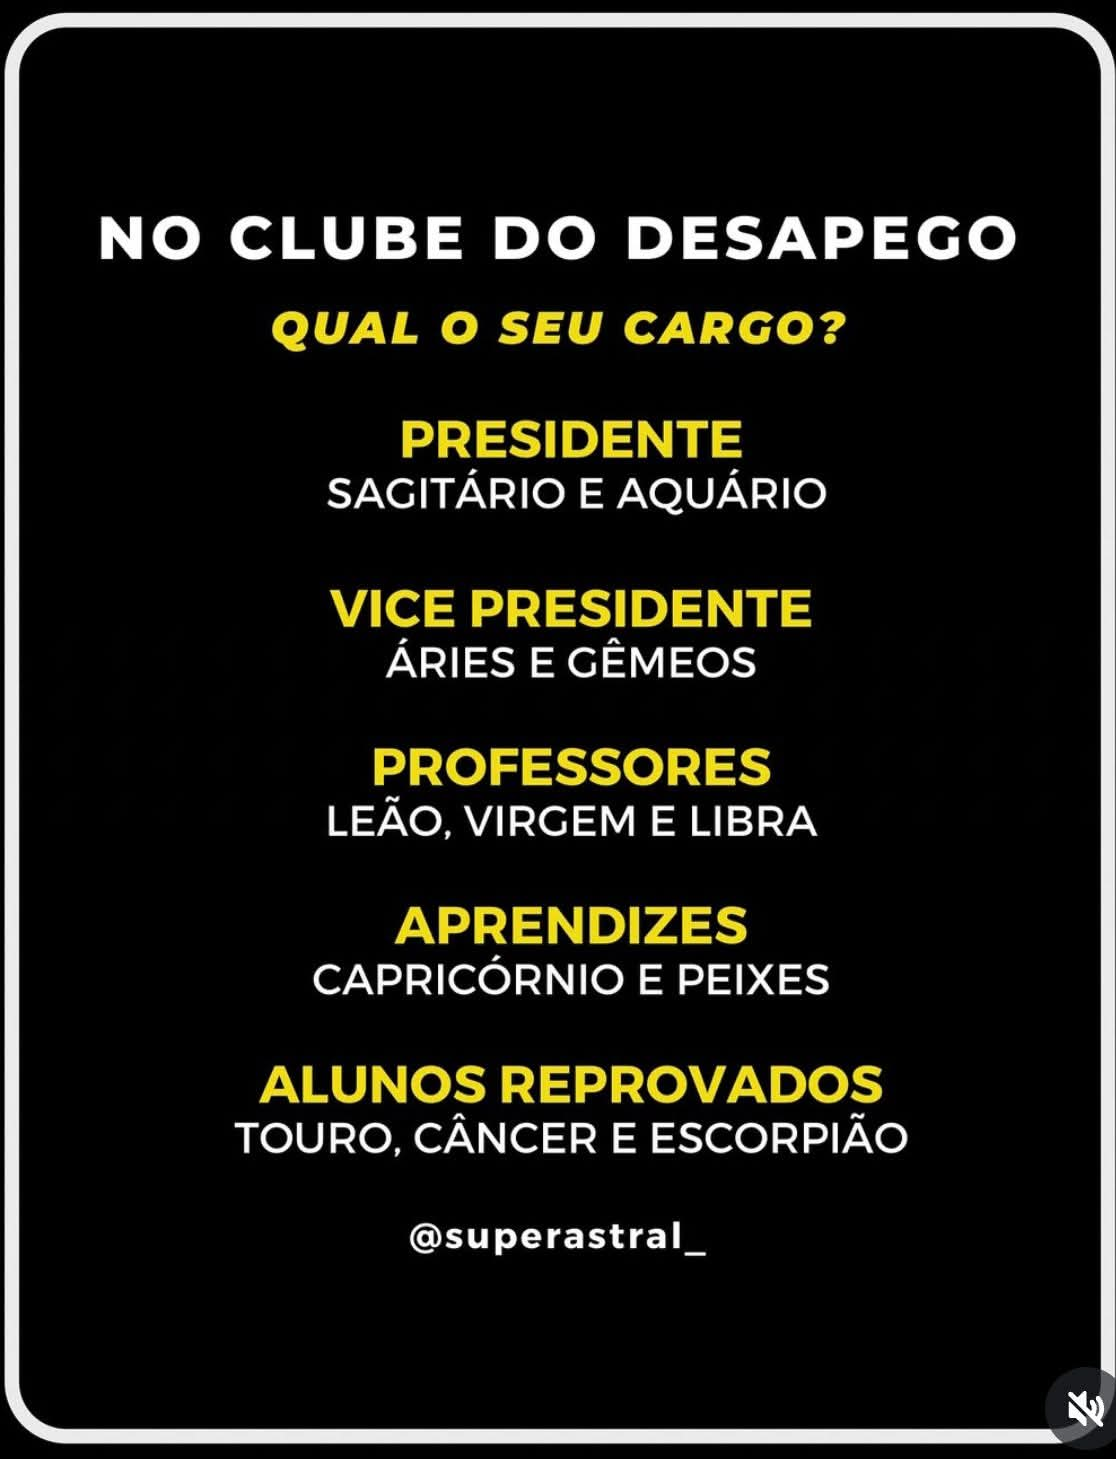 NO CLUBE DO DESAPEGO
QUAL O SEU CARGO?
PRESIDENTE
SAGITÁRIO E AQUÁRIO
VICE PRESIDENTE
ÁRIES E GÊMEOS
PROFESSORES
LEÃO, VIRGEM E LIBRA
APRENDIZES
CAPRICÓRNIO E PEIXES
ALUNOS REPROVADOS
TOURO, CÂNCER E ESCORPIÃO
@superastral_